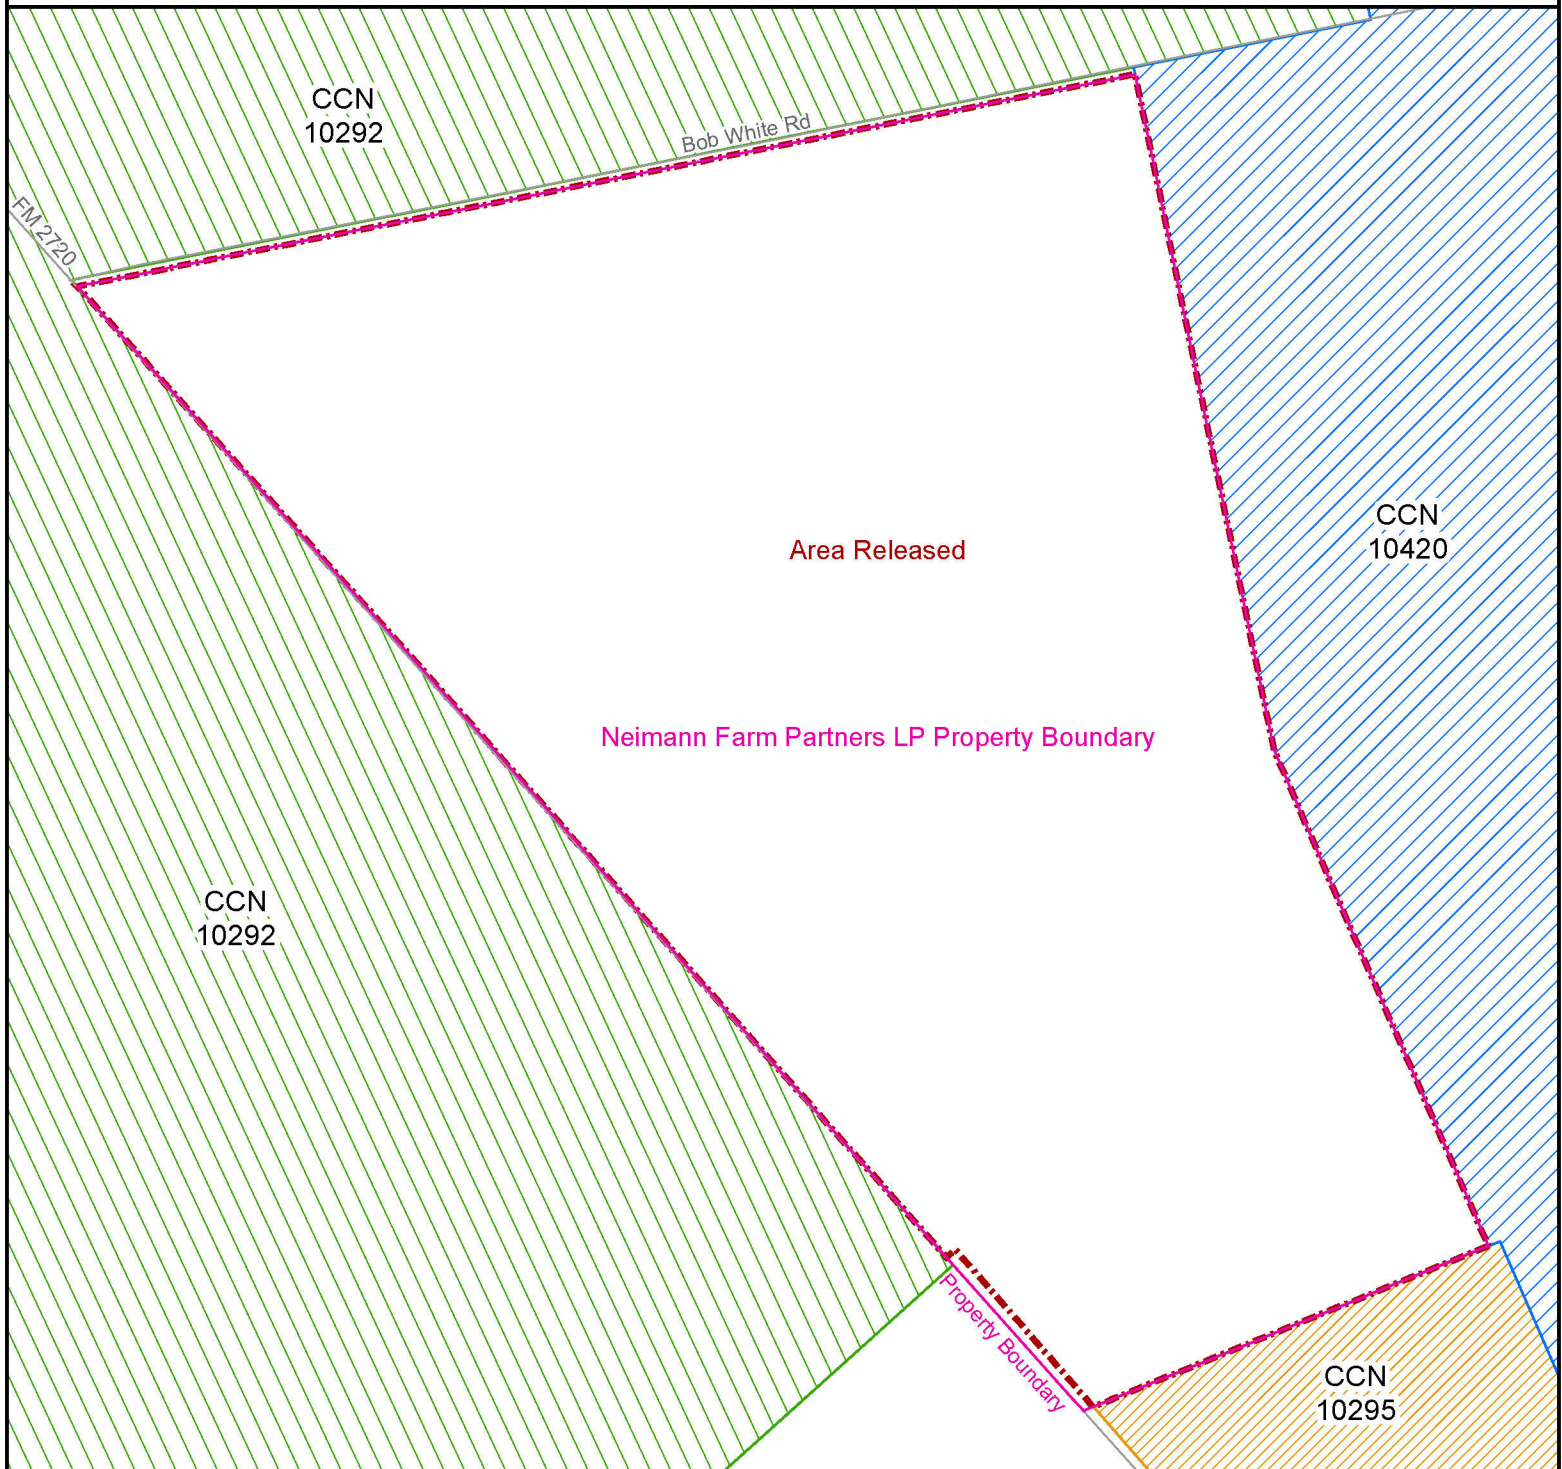 CCN
10292
Bob White Rd
FM 2720
CCN
10420
Area Released
Neimann Farm Partners LP Property Boundary
CCN
10292
Property Boundary
CCN
10295